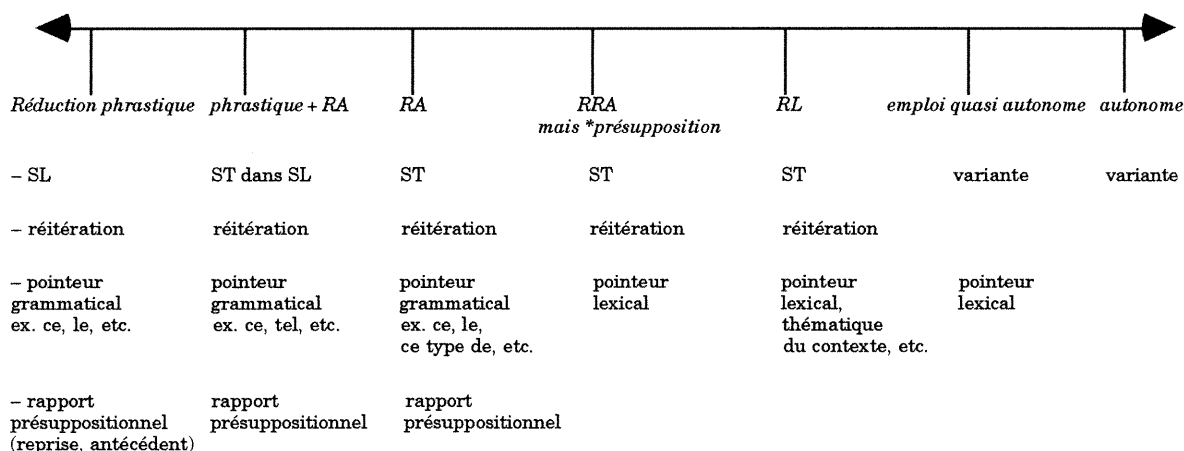 Réduction phrastique phrastique + RA RA RRA RL emploi quasi autonome autonome
mais *présupposition
– SL ST dans SL ST ST ST variante variante
– réitération réitération réitération réitération réitération
– pointeur pointeur pointeur pointeur pointeur pointeur
grammatical grammatical grammatical lexical lexical, lexical
ex. ce, le, etc. ex. ce, tel, etc. ex. ce, le, thématique
ce type de, etc. du contexte, etc.
– rapport rapport rapport
présuppositionnel présuppositionnel présuppositionnel
(reprise, antécédent)